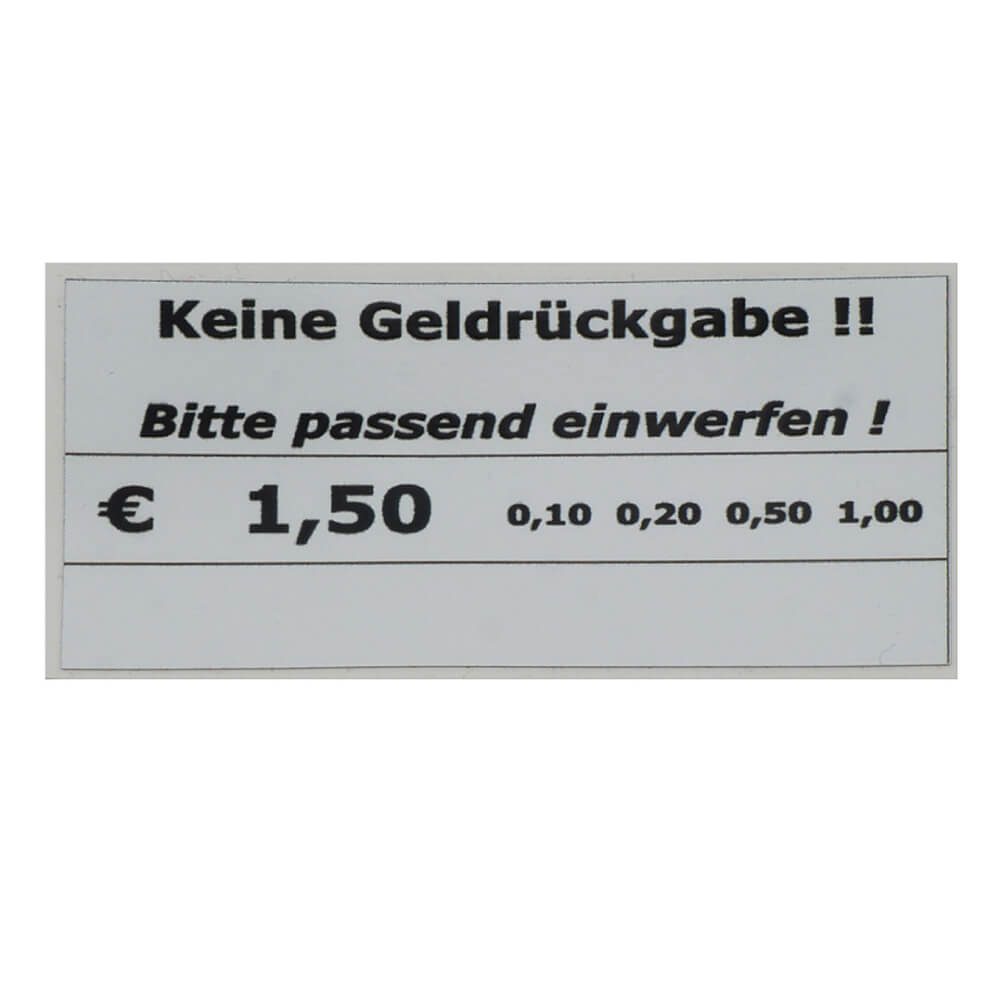 Keine Geldrückgabe !!
Bitte passend einwerfen !
€ 1,50 0,10 0,20 0,50 1,00